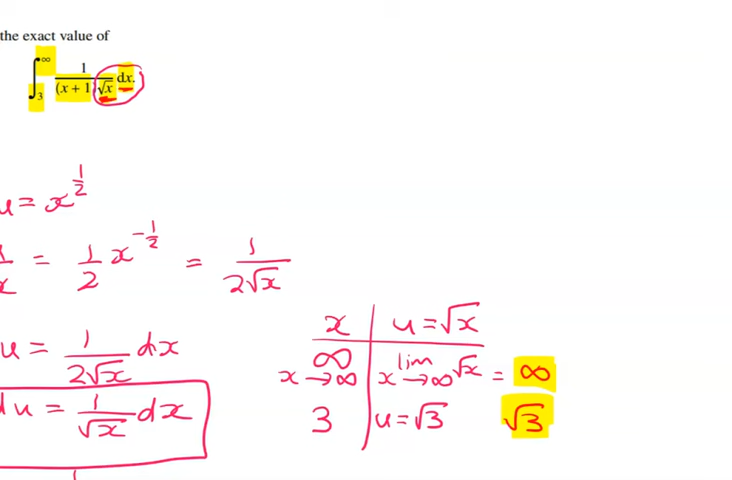 the exact value of
∫₃^∞ 1/((x + 1)√x) dx.
u = x^(1/2)
= 1/2 x^(-1/2) = 1/(2√x)
x | u = √x
u = 1/(2√x) dx
∞ x→∞ | lim x→∞ √x = ∞
du = 1/√x dx
3 | u = √3 √3